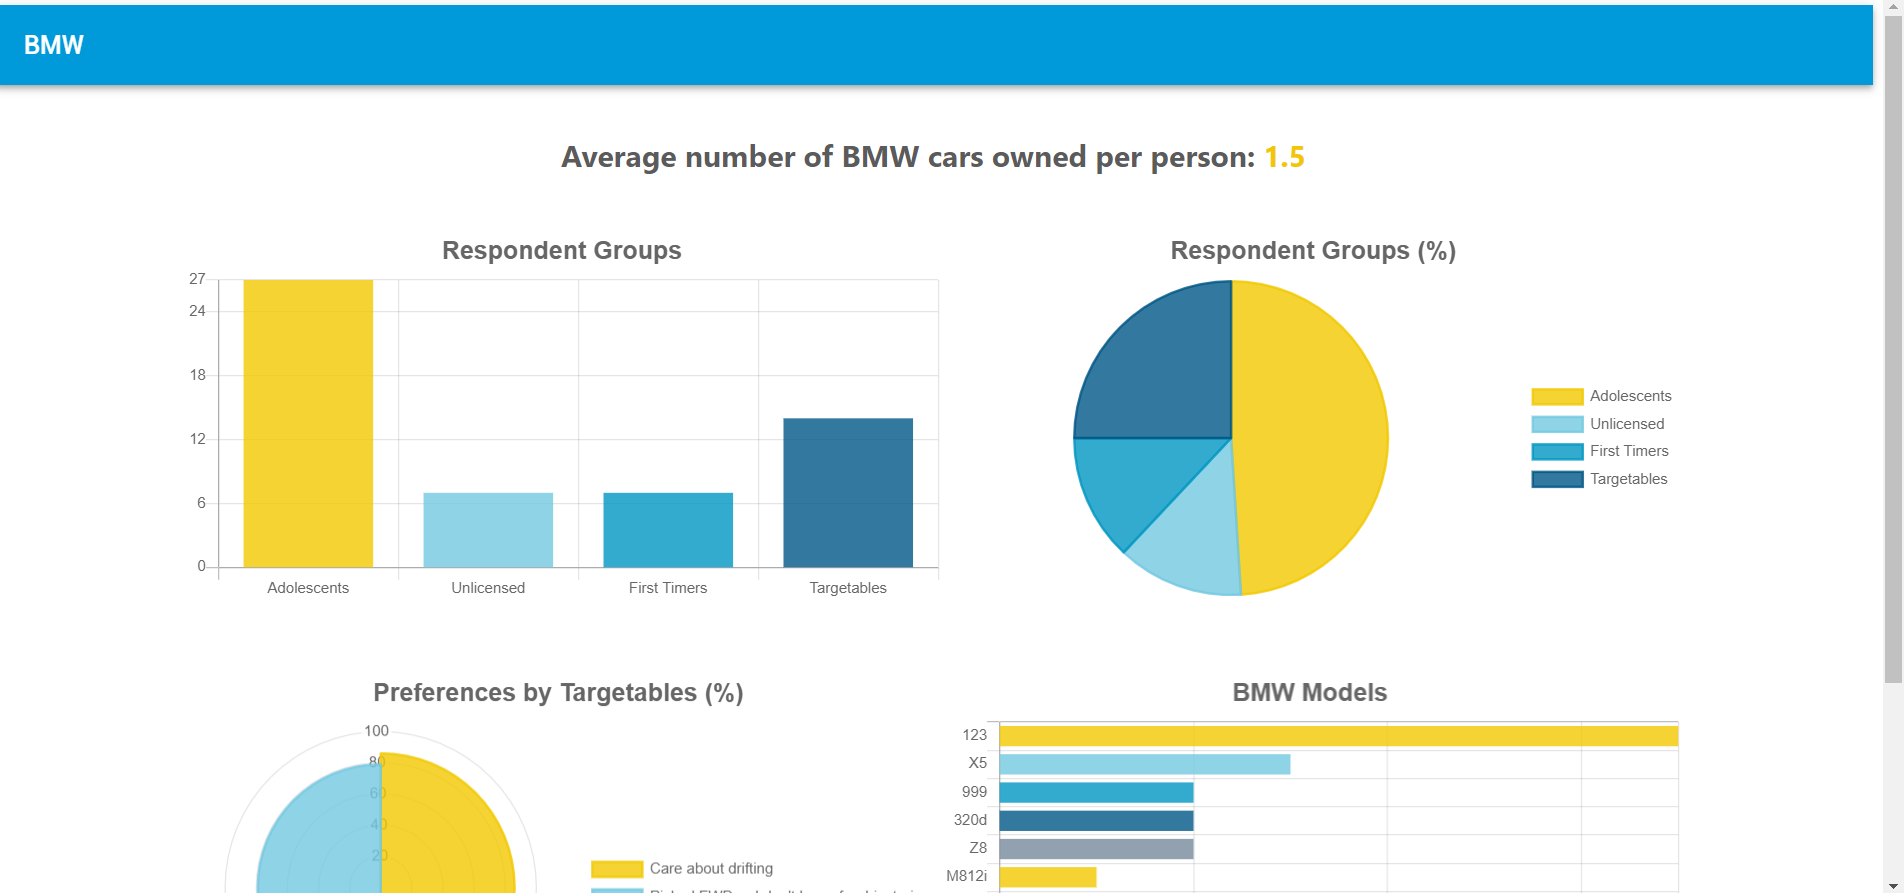 BMW
Average number of BMW cars owned per person: 1.5
Respondent Groups
27
24
18
12
6
0
Adolescents Unlicensed First Timers Targetables
Respondent Groups (%)
Adolescents
Unlicensed
First Timers
Targetables
Preferences by Targetables (%)
100
80
60
40
20
Care about drifting
BMW Models
123
X5
999
320d
Z8
M812i